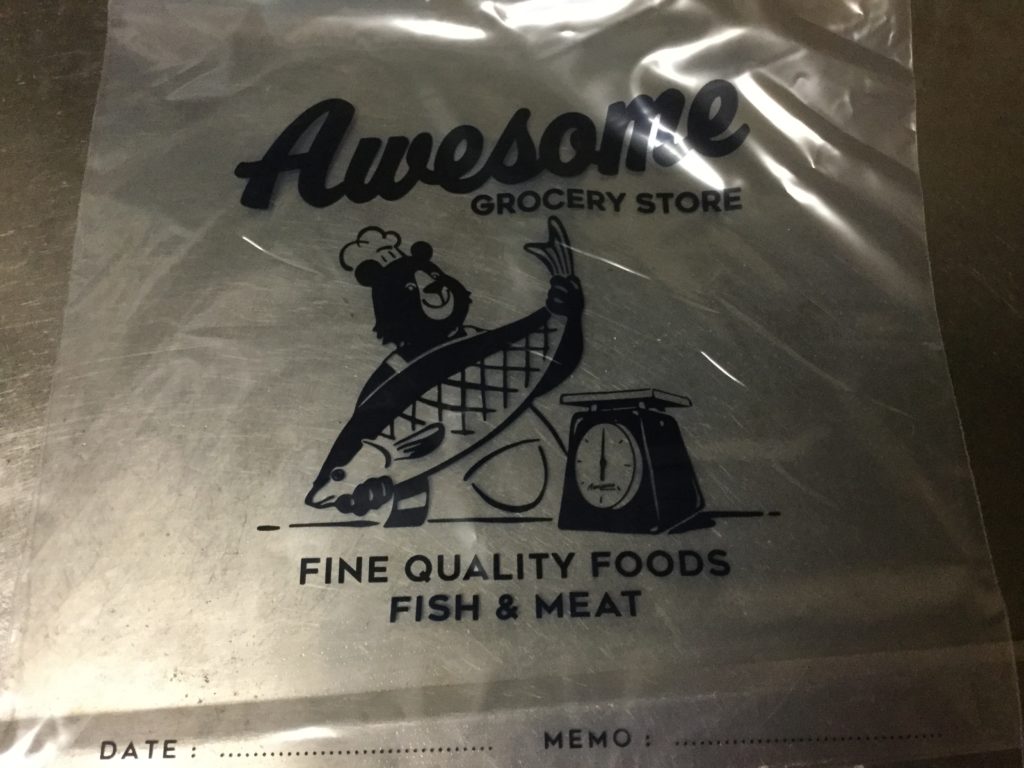 Awesome
GROCERY STORE
FINE QUALITY FOODS
FISH & MEAT
DATE : ................................... MEMO : ...................................